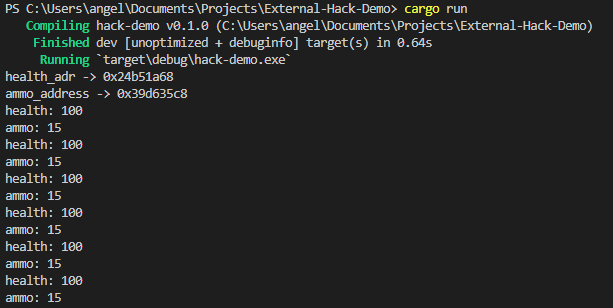 PS C:\Users\angel\Documents\Projects\External-Hack-Demo> cargo run
Compiling hack-demo v0.1.0 (C:\Users\angel\Documents\Projects\External-Hack-Demo)
Finished dev [unoptimized + debuginfo] target(s) in 0.64s
Running `target\debug\hack-demo.exe`
health_adr -> 0x24b51a68
ammo_address -> 0x39d635c8
health: 100
ammo: 15
health: 100
ammo: 15
health: 100
ammo: 15
health: 100
ammo: 15
health: 100
ammo: 15
health: 100
ammo: 15